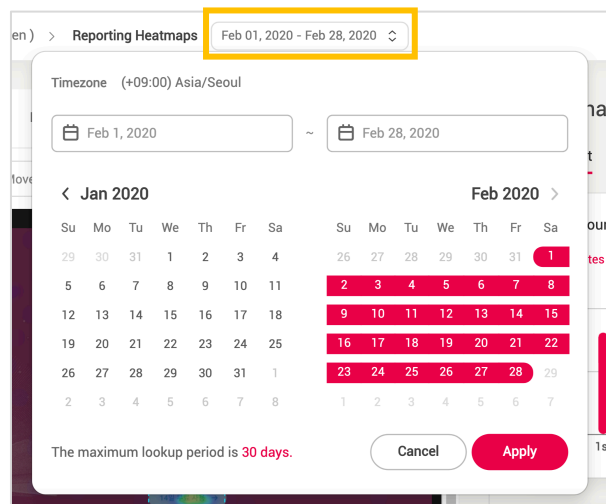 en ) > Reporting Heatmaps Feb 01, 2020 - Feb 28, 2020
Timezone (+09:00) Asia/Seoul
Feb 1, 2020 ~ Feb 28, 2020
Jan 2020 Feb 2020
Su Mo Tu We Th Fr Sa Su Mo Tu We Th Fr Sa
29 30 31 1 2 3 4 26 27 28 29 30 31 1
5 6 7 8 9 10 11 2 3 4 5 6 7 8
12 13 14 15 16 17 18 9 10 11 12 13 14 15
19 20 21 22 23 24 25 16 17 18 19 20 21 22
26 27 28 29 30 31 1 23 24 25 26 27 28 29
2 3 4 5 6 7 8 1 2 3 4 5 6 7
The maximum lookup period is 30 days. Cancel Apply